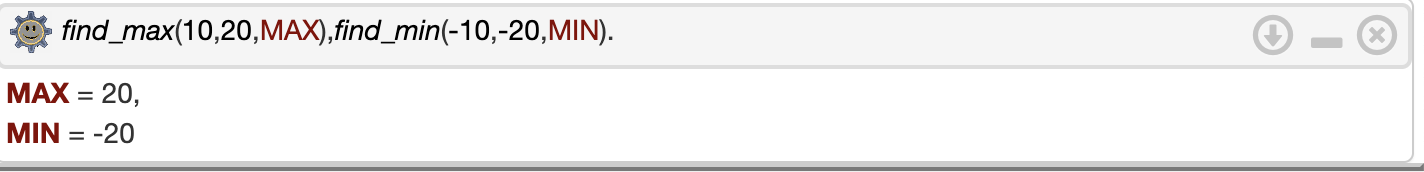 find_max(10,20,MAX),find_min(-10,-20,MIN).
MAX = 20,
MIN = -20